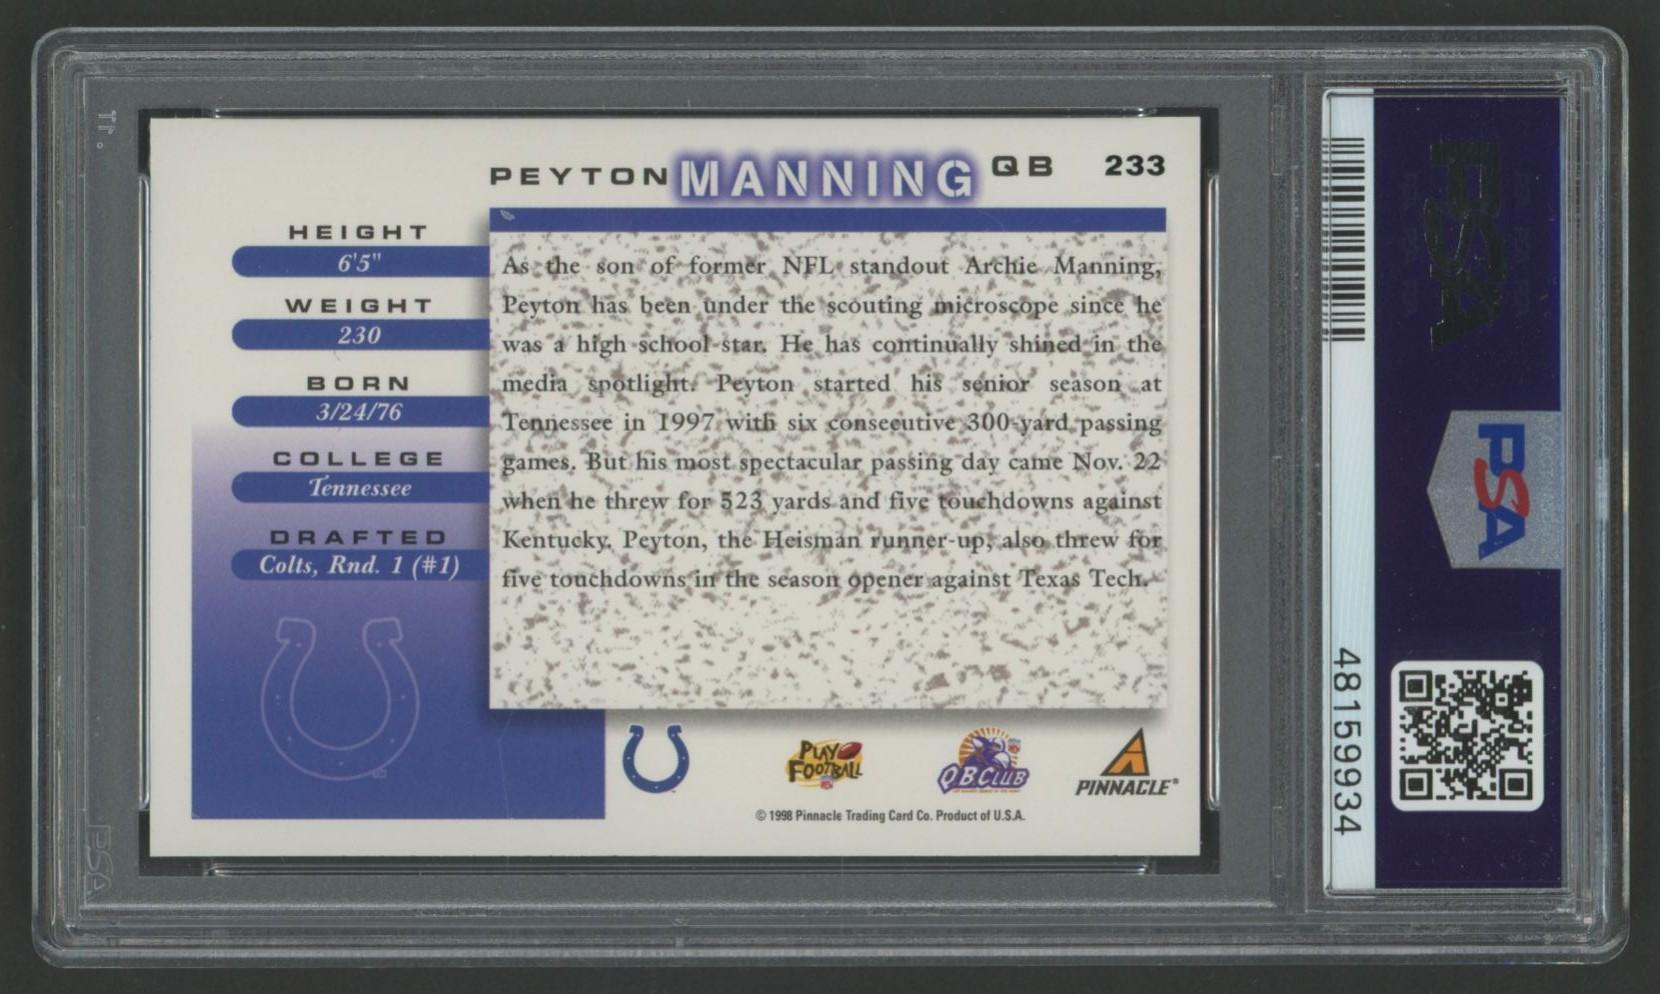 PEYTON MANNING QB 233
HEIGHT
6'5"
WEIGHT
230
BORN
3/24/76
COLLEGE
Tennessee
DRAFTED
Colts, Rnd. 1 (#1)
As the son of former NFL standout Archie Manning,
Peyton has been under the scouting microscope since he
was a high school star. He has continually shined in the
media spotlight. Peyton started his senior season at
Tennessee in 1997 with six consecutive 300-yard passing
games. But his most spectacular passing day came Nov. 22
when he threw for 523 yards and five touchdowns against
Kentucky. Peyton, the Heisman runner-up, also threw for
five touchdowns in the season opener against Texas Tech.
PLAY
FOOTBALL
QB CLUB
PINNACLE®
© 1998 Pinnacle Trading Card Co. Product of U.S.A.
PSA
PSA
48159934
PSA